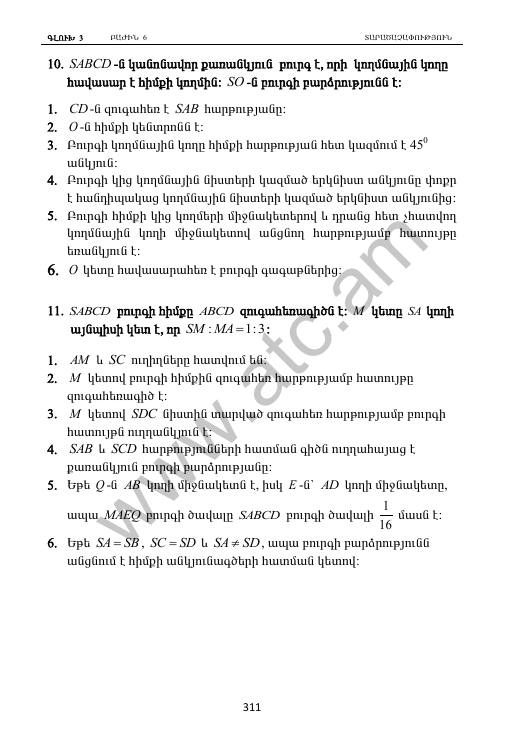 ԳԼՈՒԽ 3 ԲԱԺԻՆ 6 ՏԱՐԱԾԱՉԱՓՈՒԹՅՈՒՆ
10. SABCD-ն կանոնավոր քառանկյուն բուրգ է, որի կողմնային կողը
հավասար է հիմքի կողմին: SO-ն բուրգի բարձրությունն է:
1. CD-ն զուգահեռ է SAB հարթությանը:
2. O-ն հիմքի կենտրոնն է:
3. Բուրգի կողմնային կողը հիմքի հարթության հետ կազմում է 45⁰
անկյուն:
4. Բուրգի կից կողմնային նիստերի կազմած երկնիստ անկյունը փոքր
է հանդիպակաց կողմնային նիստերի կազմած երկնիստ անկյունից:
5. Բուրգի հիմքի կից կողմերի միջնակետերով և դրանց հետ չհատվող
կողմնային կողի միջնակետով անցնող հարթությամբ հատույթը
եռանկյուն է:
6. O կետը հավասարահեռ է բուրգի գագաթներից:
11. SABCD բուրգի հիմքը ABCD զուգահեռագիծն է: M կետը SA կողի
այնպիսի կետ է, որ SM : MA = 1 : 3:
1. AM և SC ուղիղները հատվում են:
2. M կետով բուրգի հիմքին զուգահեռ հարթությամբ հատույթը
զուգահեռագիծ է:
3. M կետով SDC նիստին տարված զուգահեռ հարթությամբ բուրգի
հատույթն ուղղանկյուն է:
4. SAB և SCD հարթությունների հատման գիծն ուղղահայաց է
քառանկյուն բուրգի բարձրությանը:
5. Եթե Q-ն AB կողի միջնակետն է, իսկ E-ն՝ AD կողի միջնակետը,
ապա MAEQ բուրգի ծավալը SABCD բուրգի ծավալի 1/16 մասն է:
6. Եթե SA = SB, SC = SD և SA ≠ SD, ապա բուրգի բարձրությունն
անցնում է հիմքի անկյունագծերի հատման կետով:
www.atc.am
311